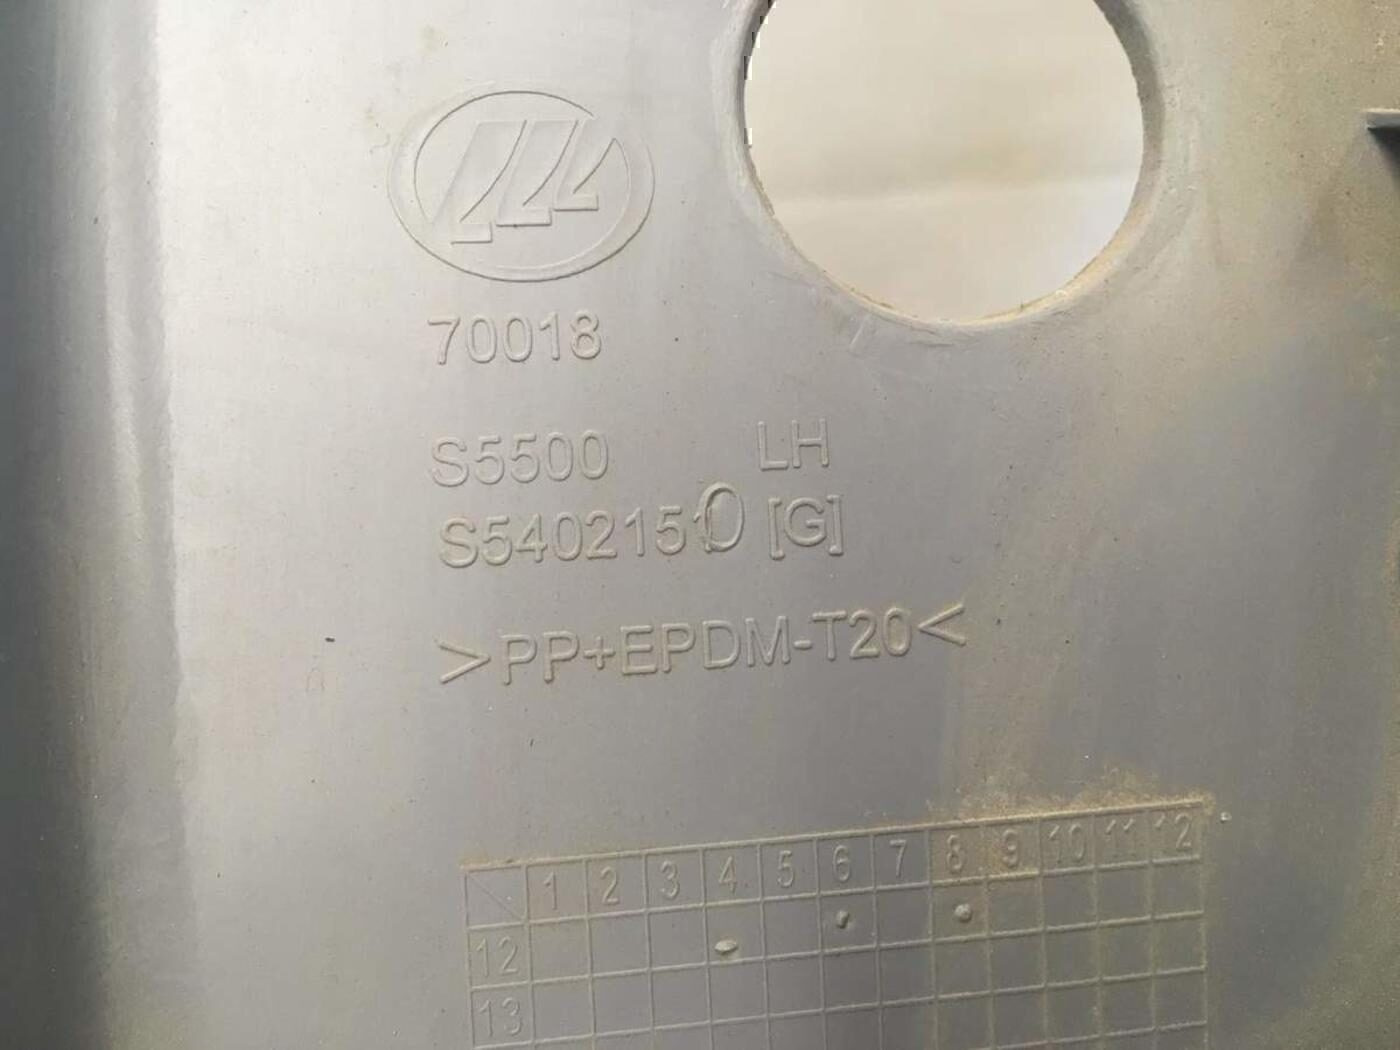 70018
S5500 LH
S5402150 [G]
>PP+EPDM-T20<
1 2 3 4 5 6 7 8 9 10 11 12
12
13